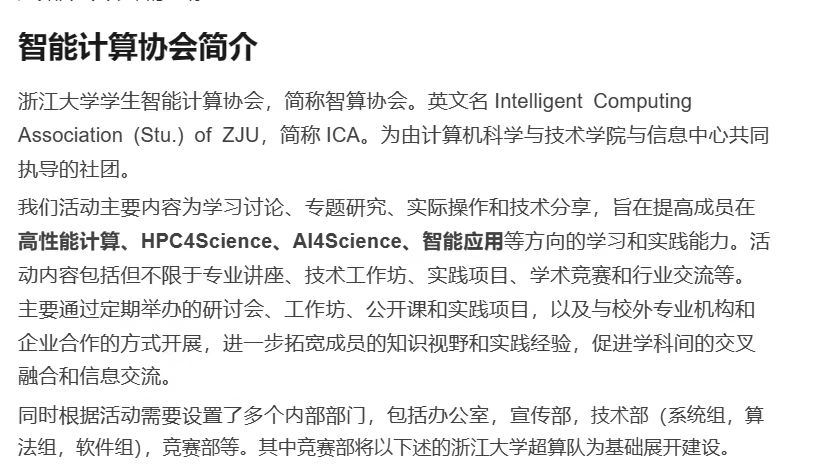 智能计算协会简介
浙江大学学生智能计算协会，简称智算协会。英文名 Intelligent Computing
Association (Stu.) of ZJU，简称 ICA。为由计算机科学与技术学院与信息中心共同
执导的社团。
我们活动主要内容为学习讨论、专题研究、实际操作和技术分享，旨在提高成员在
高性能计算、HPC4Science、AI4Science、智能应用等方向的学习和实践能力。活
动内容包括但不限于专业讲座、技术工作坊、实践项目、学术竞赛和行业交流等。
主要通过定期举办的研讨会、工作坊、公开课和实践项目，以及与校外专业机构和
企业合作的方式开展，进一步拓宽成员的知识视野和实践经验，促进学科间的交叉
融合和信息交流。
同时根据活动需要设置了多个内部部门，包括办公室，宣传部，技术部（系统组，算
法组，软件组），竞赛部等。其中竞赛部将以下述的浙江大学超算队为基础展开建设。